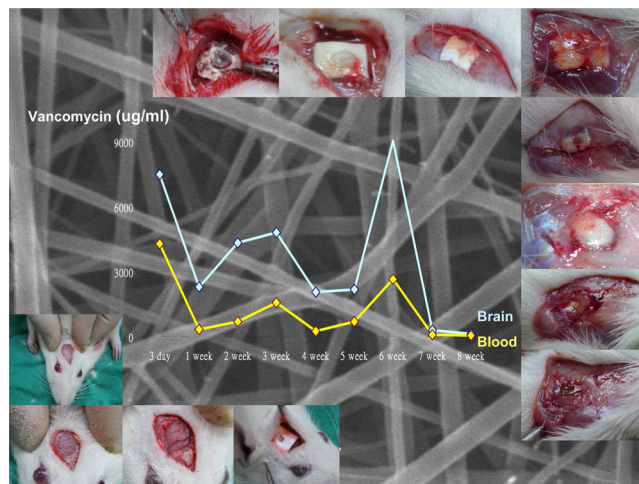 Vancomycin (ug/ml)
9000
6000
3000
0
Brain
Blood
3 day 1 week 2 week 3 week 4 week 5 week 6 week 7 week 8 week